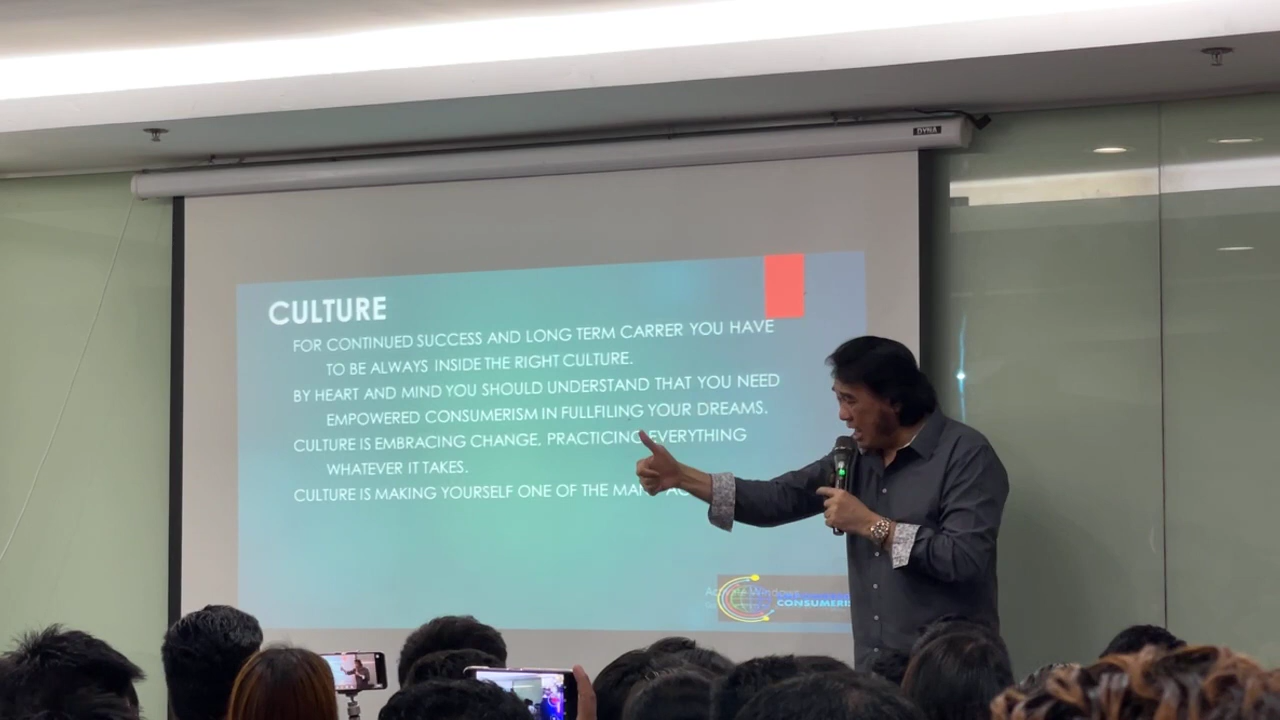 DYNA
CULTURE
FOR CONTINUED SUCCESS AND LONG TERM CARRER YOU HAVE
TO BE ALWAYS INSIDE THE RIGHT CULTURE.
BY HEART AND MIND YOU SHOULD UNDERSTAND THAT YOU NEED
EMPOWERED CONSUMERISM IN FULLFILING YOUR DREAMS.
CULTURE IS EMBRACING CHANGE, PRACTICING EVERYTHING
WHATEVER IT TAKES.
CULTURE IS MAKING YOURSELF ONE OF THE
Windows